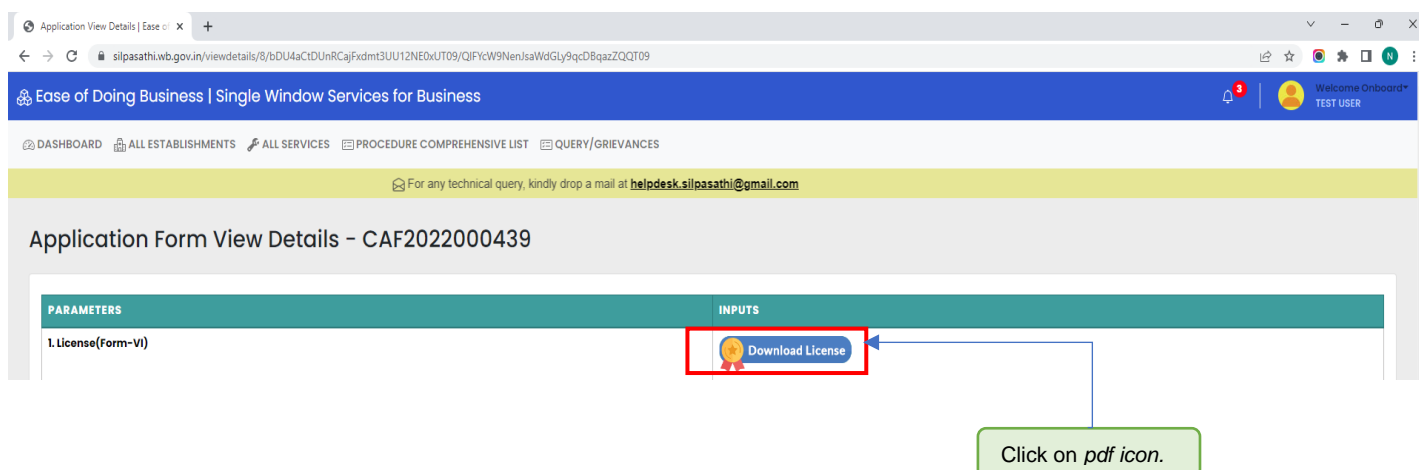 Application View Details | Ease of
silpasathi.wb.gov.in/viewdetails/8/bDU4aCtDUnRCajFxdmt3UU12NE0xUT09/QlFYcW9NenJsaWdGLy9qcDBqazZQQT09
N
Ease of Doing Business | Single Window Services for Business
3
Welcome Onboard
TEST USER
DASHBOARD ALL ESTABLISHMENTS ALL SERVICES PROCEDURE COMPREHENSIVE LIST QUERY/GRIEVANCES
For any technical query, kindly drop a mail at helpdesk.silpasathi@gmail.com
Application Form View Details - CAF2022000439
PARAMETERS INPUTS
1. License(Form-VI) Download License
Click on pdf icon.